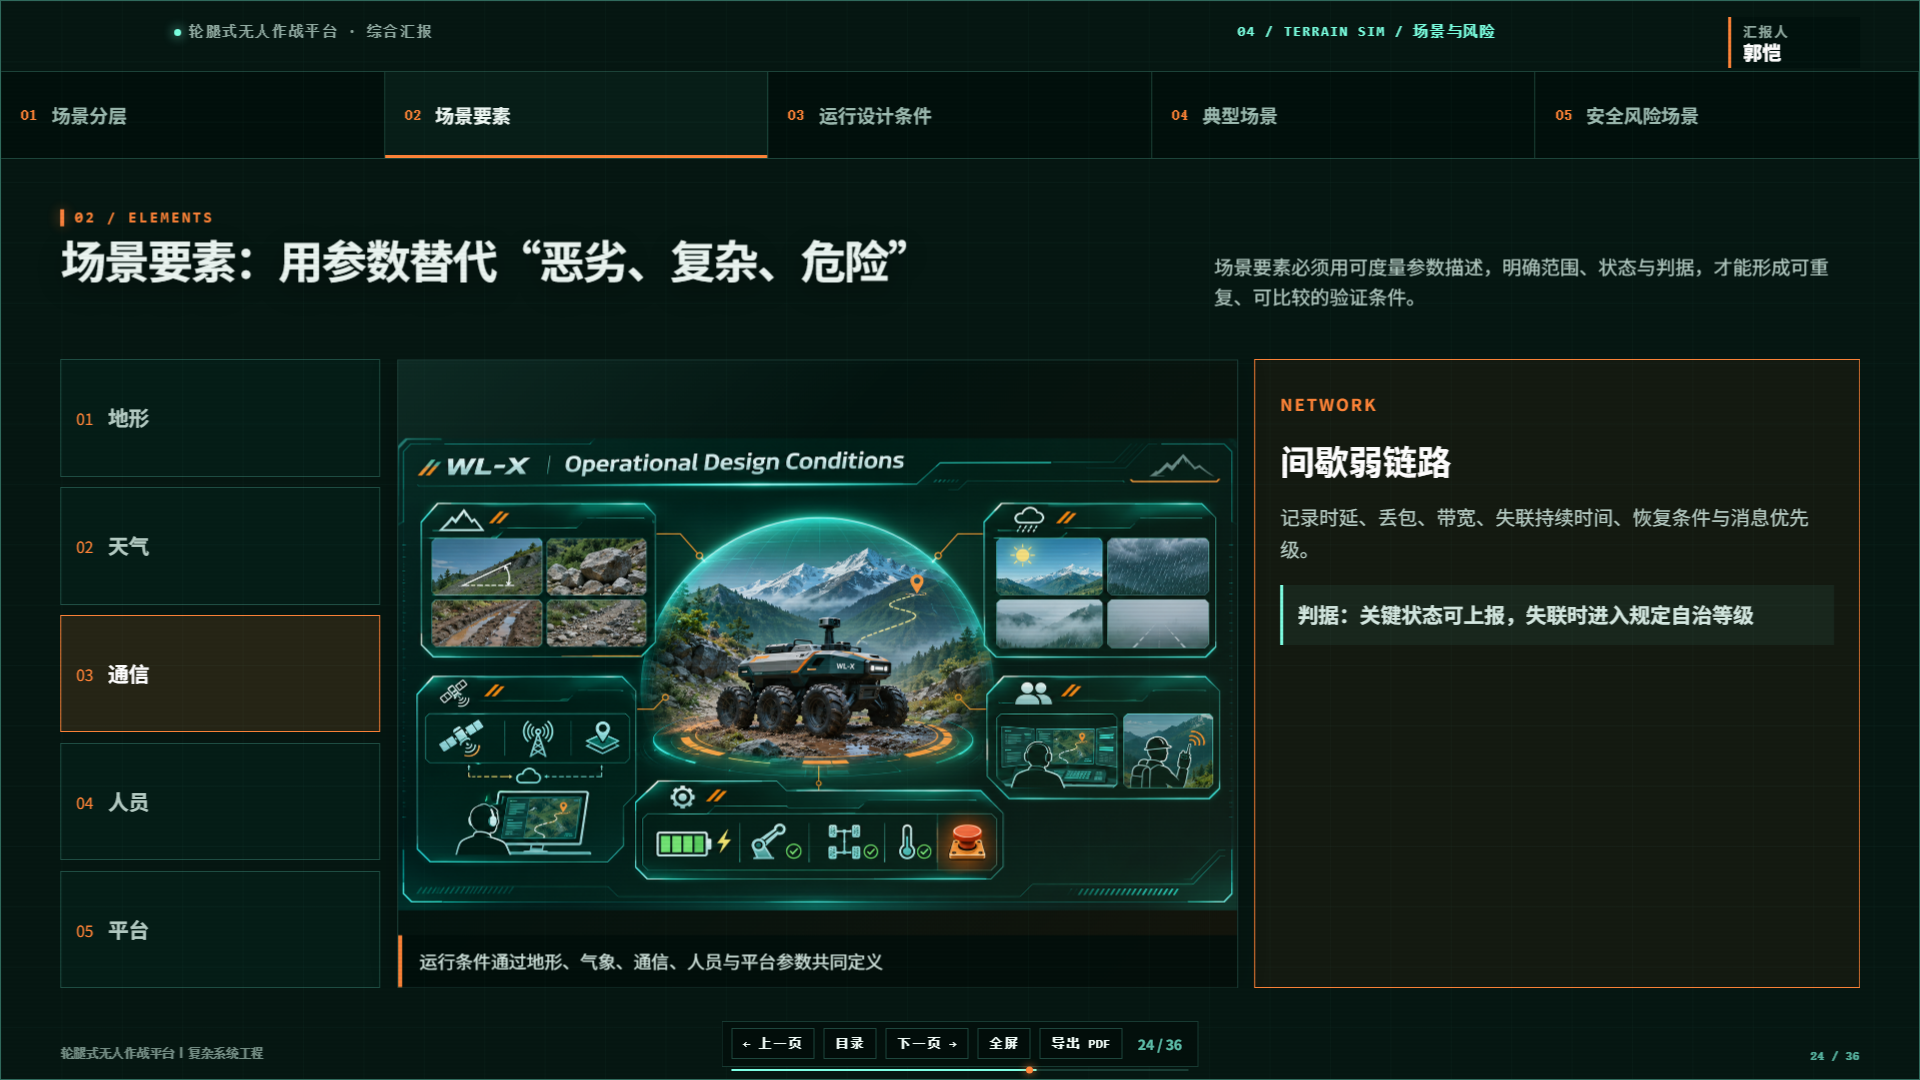 轮腿式无人作战平台 · 综合汇报
04 / TERRAIN SIM / 场景与风险
汇报人
郭恺
01 场景分层
02 场景要素
03 运行设计条件
04 典型场景
05 安全风险场景
02 / ELEMENTS
场景要素：用参数替代“恶劣、复杂、危险”
场景要素必须用可度量参数描述，明确范围、状态与判据，才能形成可重
复、可比较的验证条件。
01 地形
02 天气
03 通信
04 人员
05 平台
WL-X | Operational Design Conditions
WL-X
运行条件通过地形、气象、通信、人员与平台参数共同定义
NETWORK
间歇弱链路
记录时延、丢包、带宽、失联持续时间、恢复条件与消息优先
级。
判据：关键状态可上报，失联时进入规定自治等级
轮腿式无人作战平台 | 复杂系统工程
← 上一页
目录
下一页 →
全屏
导出 PDF
24 / 36
24 / 36